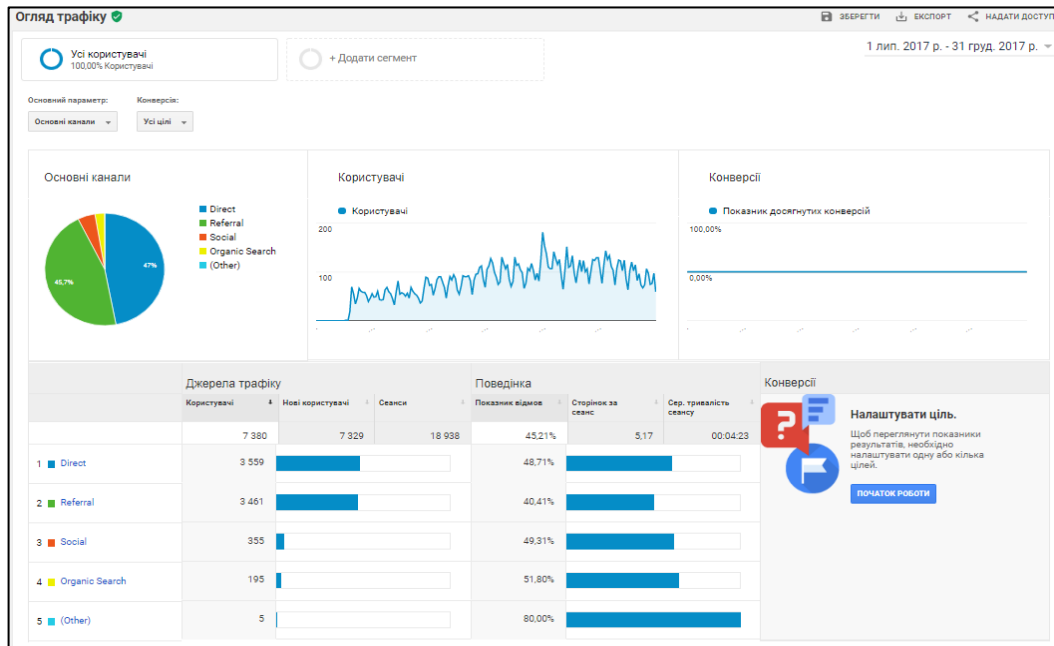 Огляд трафіку
ЗБЕРЕГТИ ЕКСПОРТ НАДАТИ ДОСТУП
Усі користувачі
100,00% Користувачі
+ Додати сегмент
1 лип. 2017 р. - 31 груд. 2017 р.
Основний параметр: Конверсія:
Основні канали Усі цілі
Основні канали
Direct
Referral
Social
Organic Search
(Other)
47%
45,7%
Користувачі
Користувачі
200
100
Конверсії
Показник досягнутих конверсій
100,00%
0,00%
Джерела трафіку Поведінка Конверсії
Користувачі Нові користувачі Сеанси Показник відмов Сторінок за сеанс Сер. тривалість сеансу
7 380 7 329 18 938 45,21% 5,17 00:04:23
1 Direct 3 559 48,71%
2 Referral 3 461 40,41%
3 Social 355 49,31%
4 Organic Search 195 51,80%
5 (Other) 5 80,00%
Налаштувати ціль.
Щоб переглянути показники
результатів, необхідно
налаштувати одну або кілька
цілей.
ПОЧАТОК РОБОТИ